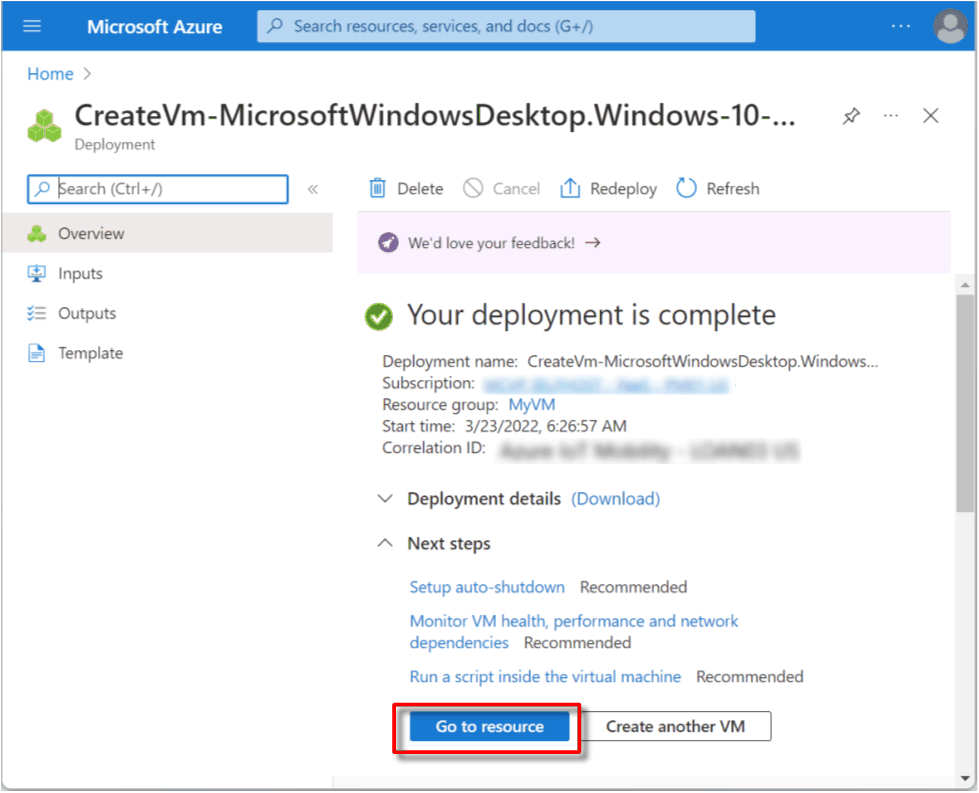 Microsoft Azure
Search resources, services, and docs (G+/)
Home
CreateVm-MicrosoftWindowsDesktop.Windows-10-...
Deployment
Search (Ctrl+/)
Delete
Cancel
Redeploy
Refresh
Overview
Inputs
Outputs
Template
We'd love your feedback! →
Your deployment is complete
Deployment name: CreateVm-MicrosoftWindowsDesktop.Windows...
Subscription:
Resource group: MyVM
Start time: 3/23/2022, 6:26:57 AM
Correlation ID:
Deployment details (Download)
Next steps
Setup auto-shutdown Recommended
Monitor VM health, performance and network
dependencies Recommended
Run a script inside the virtual machine Recommended
Go to resource
Create another VM